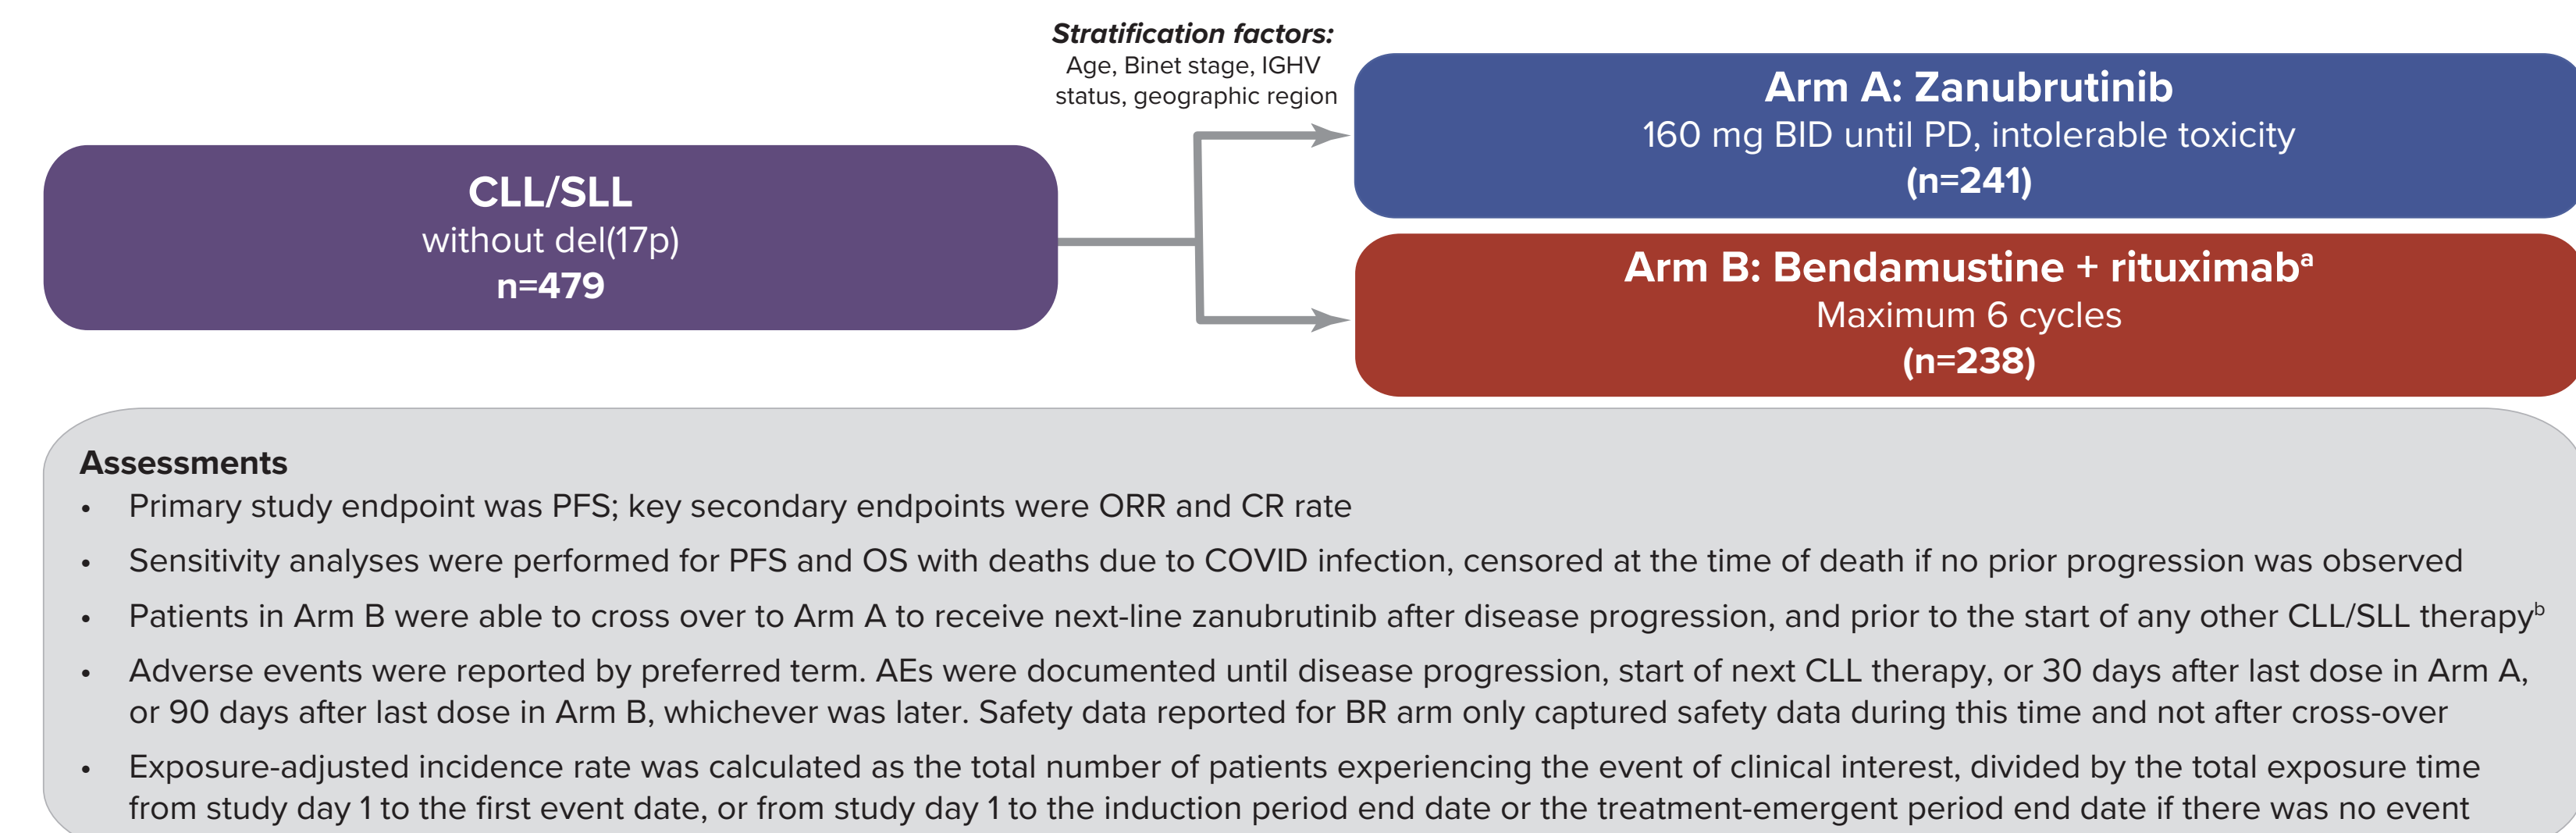 Stratification factors:
Age, Binet stage, IGHV
status, geographic region
CLL/SLL
without del(17p)
n=479
Arm A: Zanubrutinib
160 mg BID until PD, intolerable toxicity
(n=241)
Arm B: Bendamustine + rituximabᵃ
Maximum 6 cycles
(n=238)
Assessments
• Primary study endpoint was PFS; key secondary endpoints were ORR and CR rate
• Sensitivity analyses were performed for PFS and OS with deaths due to COVID infection, censored at the time of death if no prior progression was observed
• Patients in Arm B were able to cross over to Arm A to receive next-line zanubrutinib after disease progression, and prior to the start of any other CLL/SLL therapyᵇ
• Adverse events were reported by preferred term. AEs were documented until disease progression, start of next CLL therapy, or 30 days after last dose in Arm A,
or 90 days after last dose in Arm B, whichever was later. Safety data reported for BR arm only captured safety data during this time and not after cross-over
• Exposure-adjusted incidence rate was calculated as the total number of patients experiencing the event of clinical interest, divided by the total exposure time
from study day 1 to the first event date, or from study day 1 to the induction period end date or the treatment-emergent period end date if there was no event